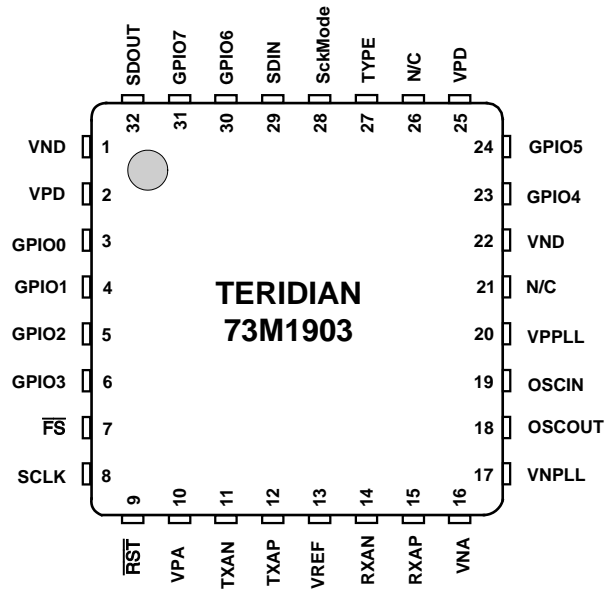 SDOUT
GPIO7
GPIO6
SDIN
SckMode
TYPE
N/C
VPD
32
31
30
29
28
27
26
25
VND 1
VPD 2
GPIO0 3
GPIO1 4
GPIO2 5
GPIO3 6
F̅S̅ 7
SCLK 8
TERIDIAN
73M1903
24 GPIO5
23 GPIO4
22 VND
21 N/C
20 VPPLL
19 OSCIN
18 OSCOUT
17 VNPLL
9
10
11
12
13
14
15
16
R̅S̅T̅
VPA
TXAN
TXAP
VREF
RXAN
RXAP
VNA